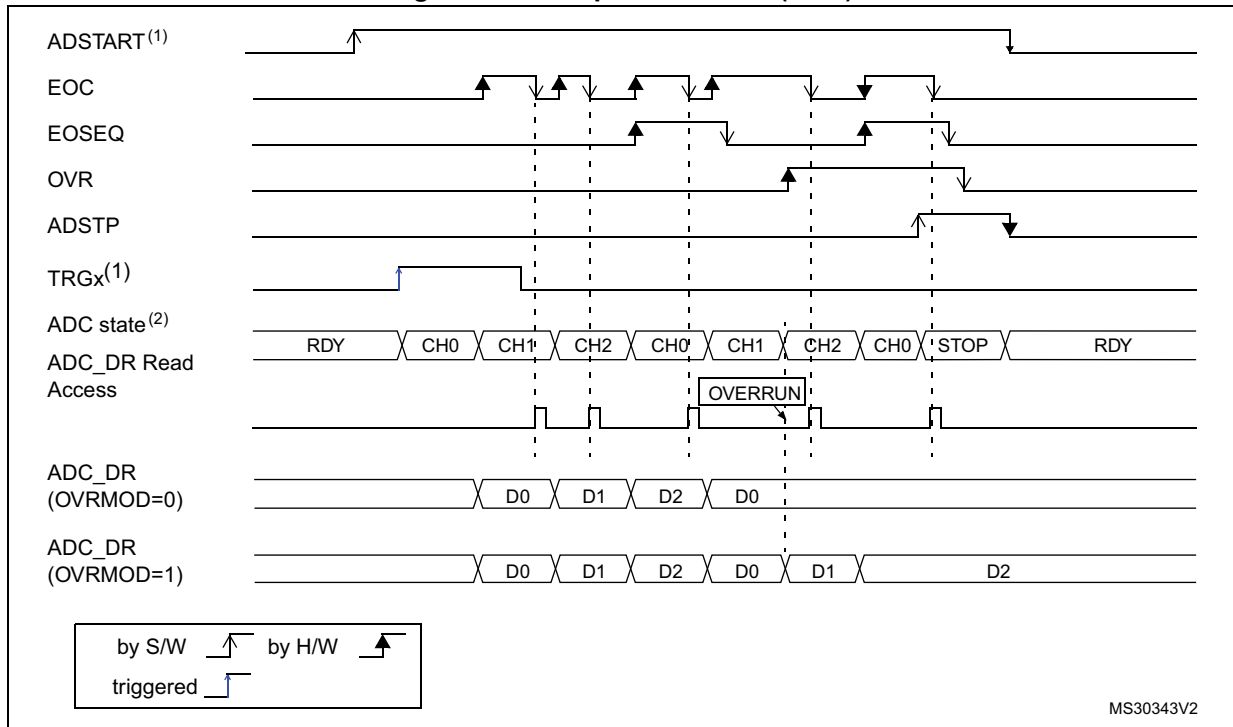 ADSTART(1)
EOC
EOSEQ
OVR
ADSTP
TRGx(1)
ADC state(2)
RDY CH0 CH1 CH2 CH0 CH1 CH2 CH0 STOP RDY
ADC_DR Read
Access
OVERRUN
ADC_DR
(OVRMOD=0)
D0 D1 D2 D0
ADC_DR
(OVRMOD=1)
D0 D1 D2 D0 D1 D2
by S/W by H/W
triggered
MS30343V2